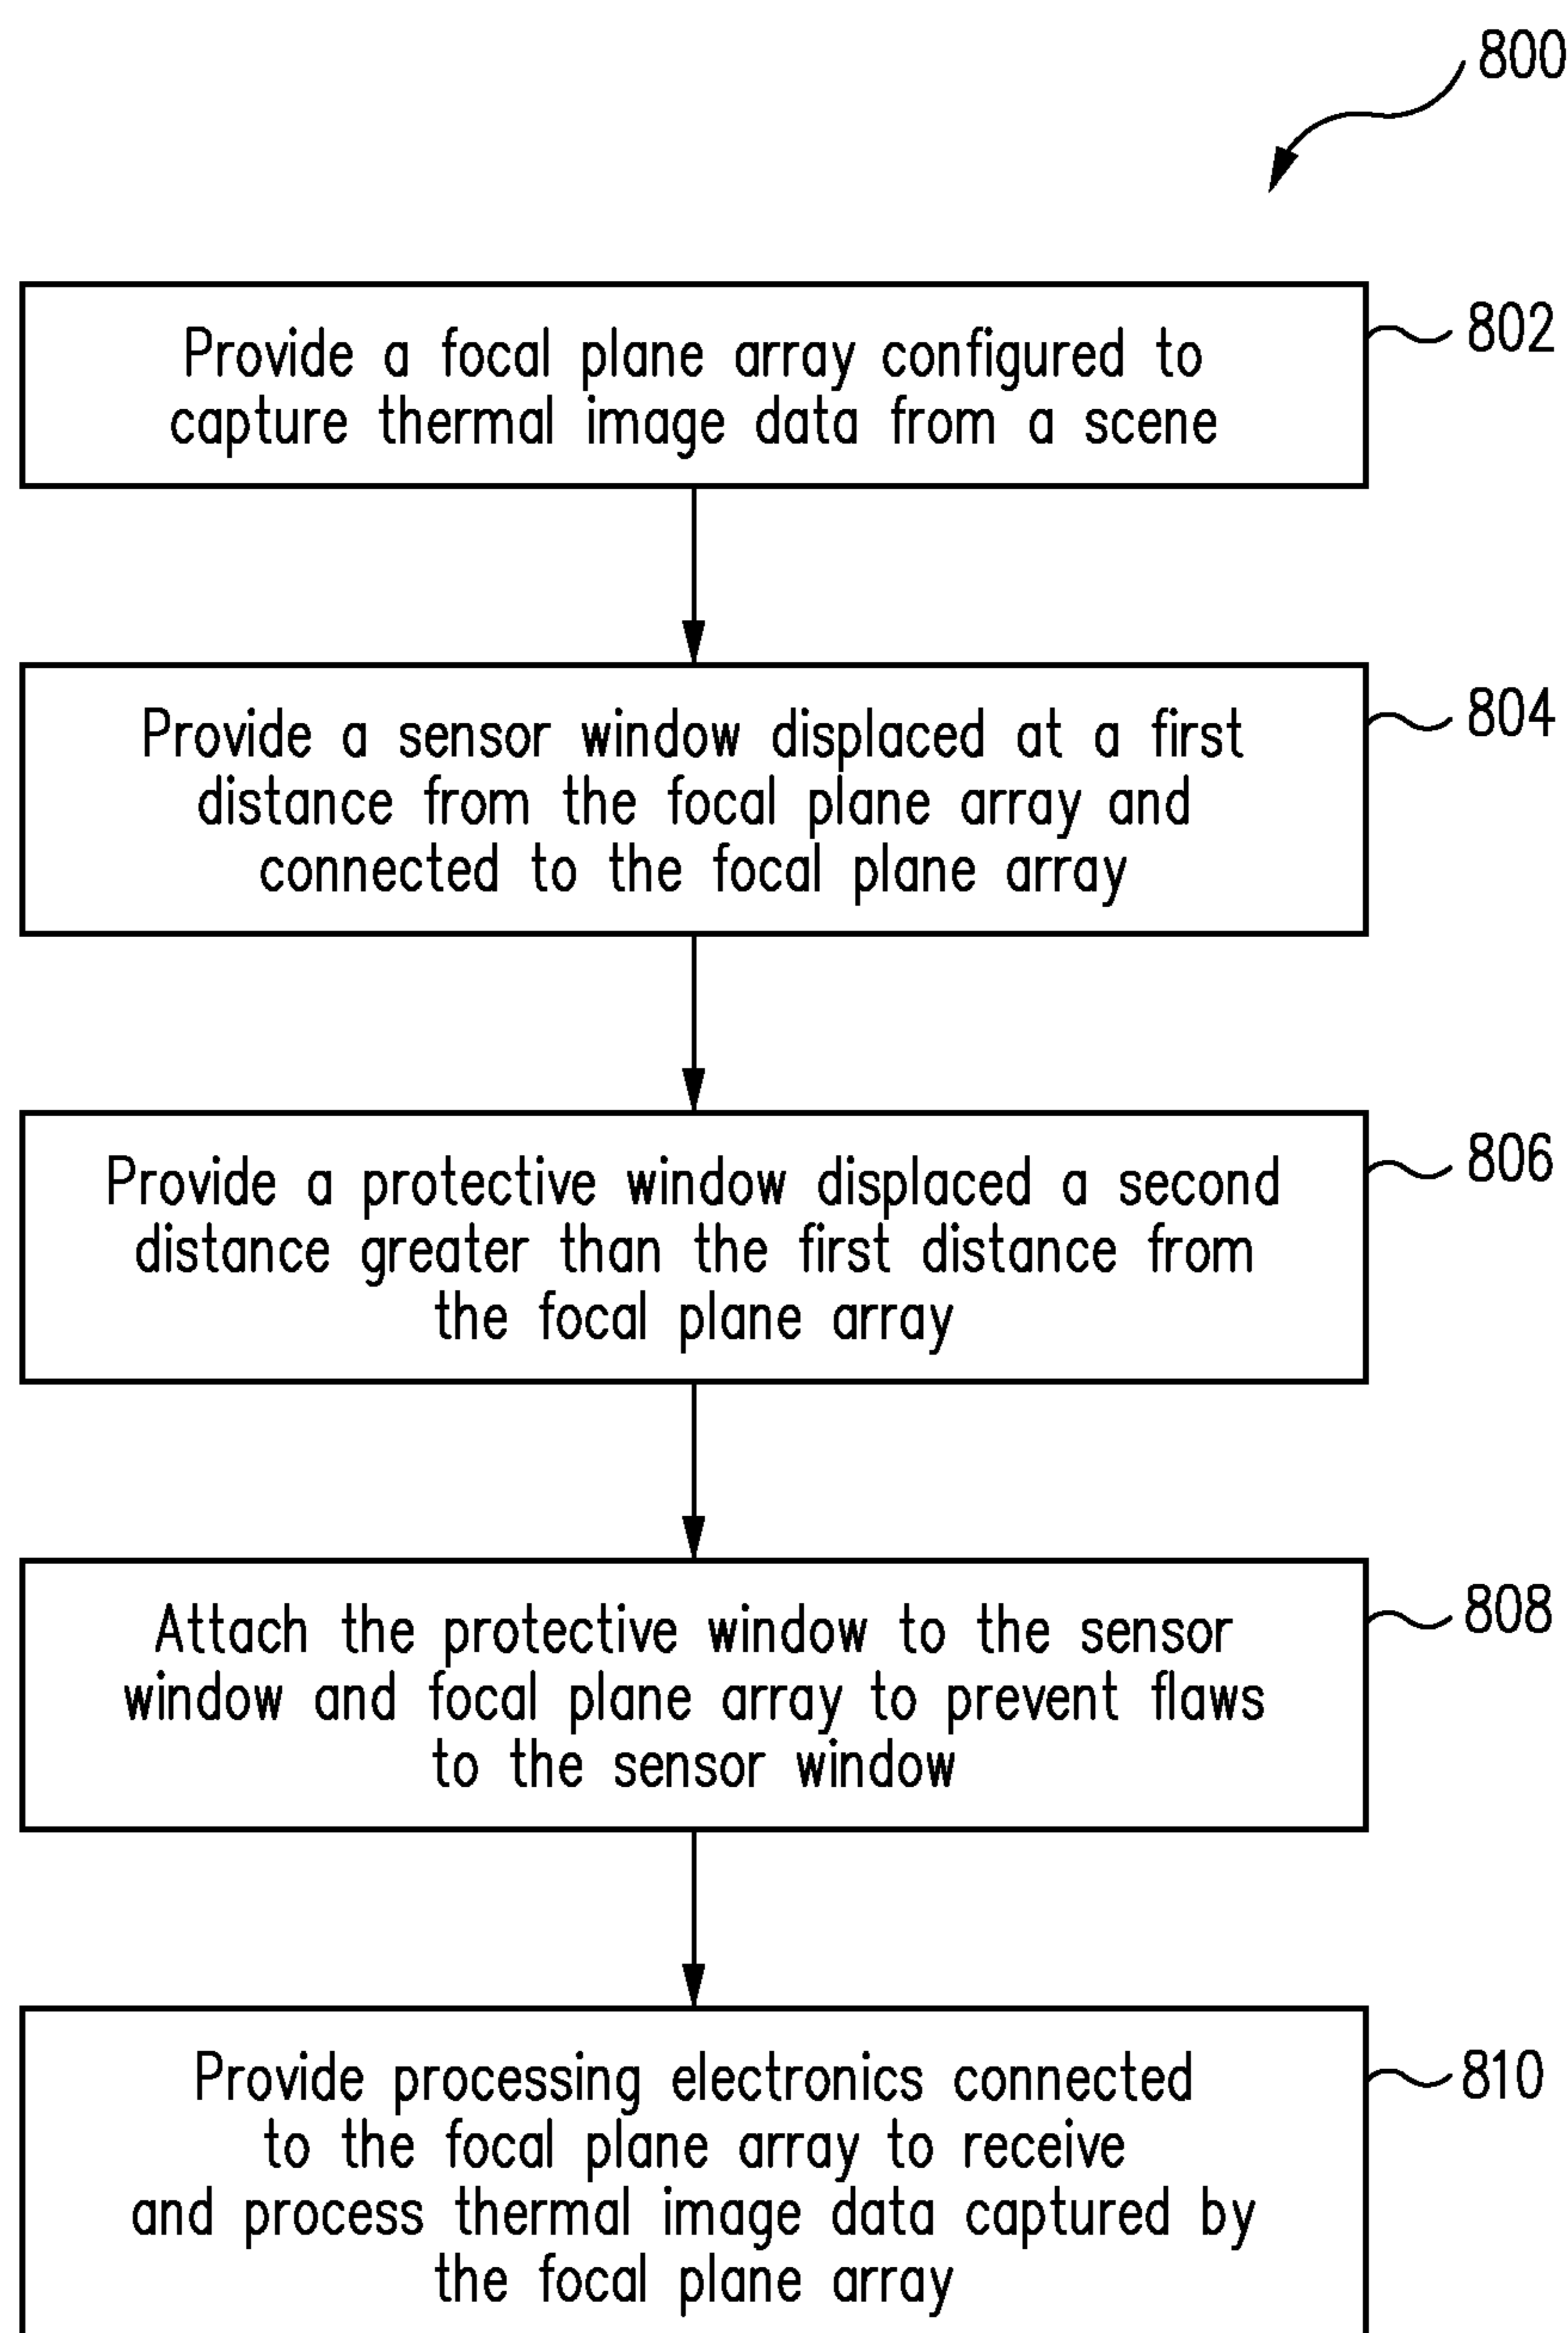 800
Provide a focal plane array configured to
capture thermal image data from a scene
802
Provide a sensor window displaced at a first
distance from the focal plane array and
connected to the focal plane array
804
Provide a protective window displaced a second
distance greater than the first distance from
the focal plane array
806
Attach the protective window to the sensor
window and focal plane array to prevent flaws
to the sensor window
808
Provide processing electronics connected
to the focal plane array to receive
and process thermal image data captured by
the focal plane array
810